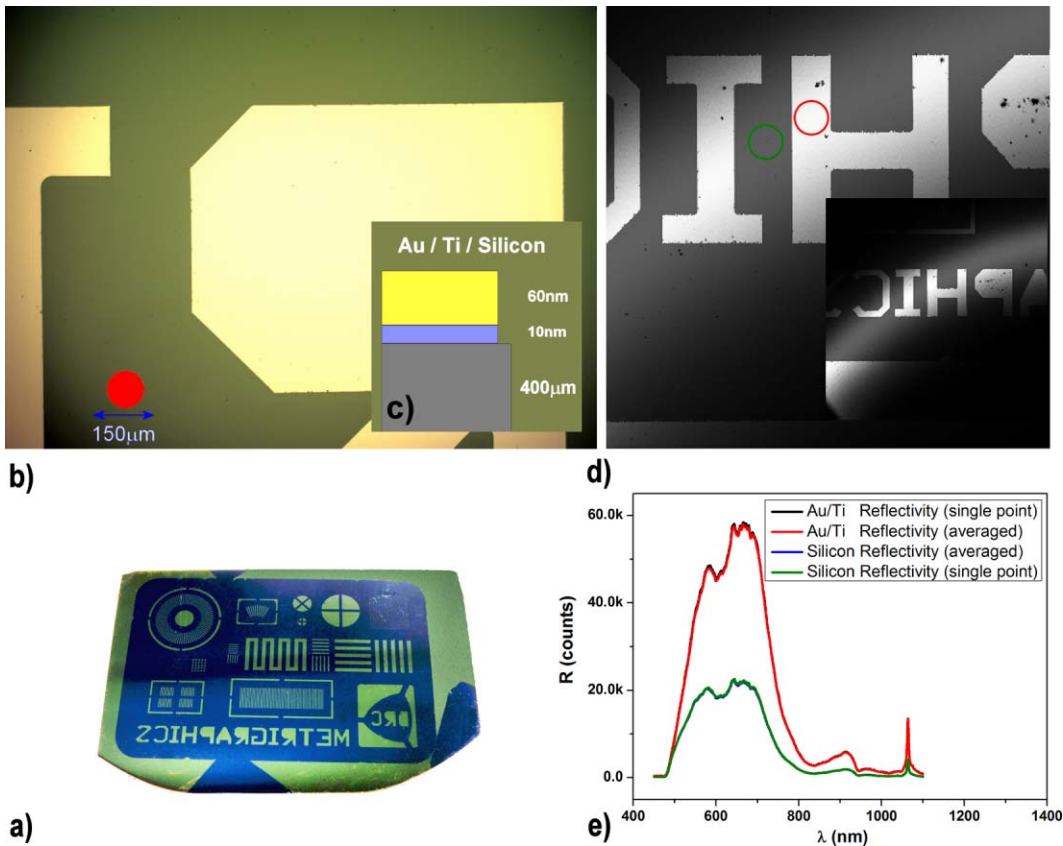 Au / Ti / Silicon
60nm
10nm
400μm
c)
150μm
b)
CIHP
APHICS
d)
METRIGRAPHICS
DRC
a)
Au/Ti Reflectivity (single point)
Au/Ti Reflectivity (averaged)
Silicon Reflectivity (averaged)
Silicon Reflectivity (single point)
60.0k
40.0k
20.0k
0.0
R (counts)
400 600 800 1000 1200 1400
λ (nm)
e)